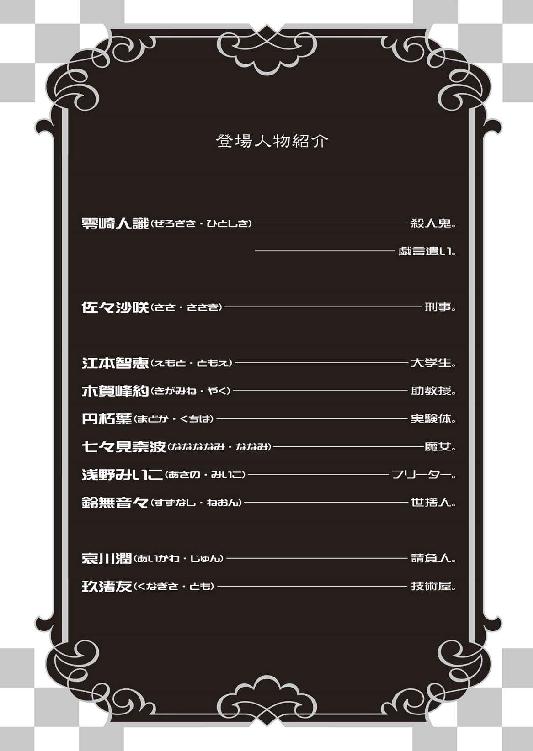 登場人物紹介
零崎人識(ぜろざき・ひとしき) 殺人鬼。
戯言遣い。
佐々沙咲(ささ・ささき) 刑事。
江本智恵(えもと・ともえ) 大学生。
木賀峰約(きがみね・やく) 助教授。
円朽葉(まどか・くちは) 実験体。
七々見奈波(なななみ・ななみ) 魔女。
浅野みいこ(あさの・みいこ) フリーター。
鈴無音々(すずなし・ねおん) 世捨人。
哀川潤(あいかわ・じゅん) 請負人。
玖渚友(くなぎさ・とも) 技術屋。